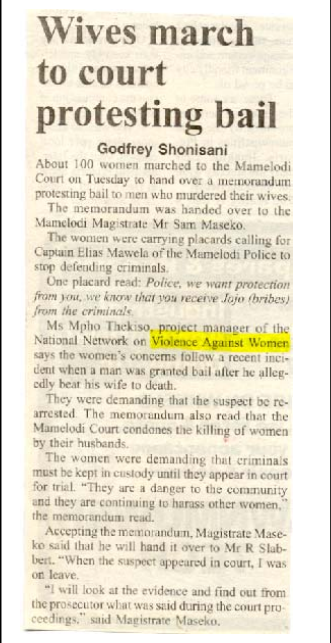 Wives march
to court
protesting bail
Godfrey Shonisani
About 100 women marched to the Mamelodi
Court on Tuesday to hand over a memorandum
protesting bail to men who murdered their wives.
The memorandum was handed over to the
Mamelodi Magistrate Mr Sam Maseko.
The women were carrying placards calling for
Captain Elias Mawela of the Mamelodi Police to
stop defending criminals.
One placard read: Police, we want protection
from you, we know that you receive Jojo (bribes)
from the criminals.
Ms Mpho Thekiso, project manager of the
National Network on Violence Against Women
says the women's concerns follow a recent inci-
dent when a man was granted bail after he alleg-
edly beat his wife to death.
They were demanding that the suspect be re-
arrested. The memorandum also read that the
Mamelodi Court condones the killing of women
by their husbands.
The women were demanding that criminals
must be kept in custody until they appear in court
for trial. "They are a danger to the community
and they are continuing to harass other women,"
the memorandum read.
Accepting the memorandum, Magistrate Mase-
ko said that he will hand it over to Mr R Slab-
bert. "When the suspect appeared in court, I was
on leave.
"I will look at the evidence and find out from
the prosecutor what was said during the court pro-
ceedings," said Magistrate Maseko.